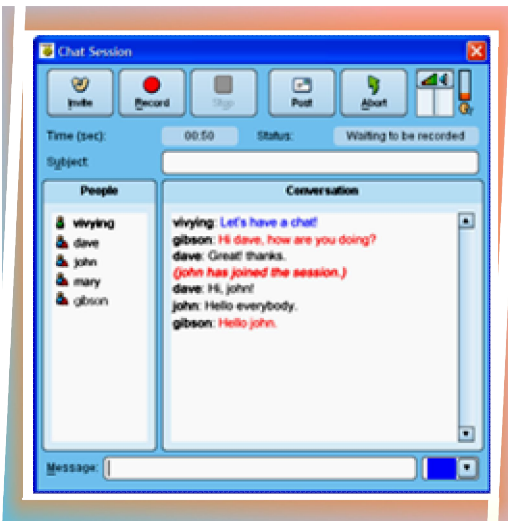 Chat Session
Invite Record Stop Post Abort
Time (sec): 00:50 Status: Waiting to be recorded
Subject:
People Conversation
vivying
dave
john
mary
gibson
vivying: Let's have a chat!
gibson: Hi dave, how are you doing?
dave: Great! thanks.
(john has joined the session.)
dave: Hi, john!
john: Hello everybody.
gibson: Hello john.
Message: